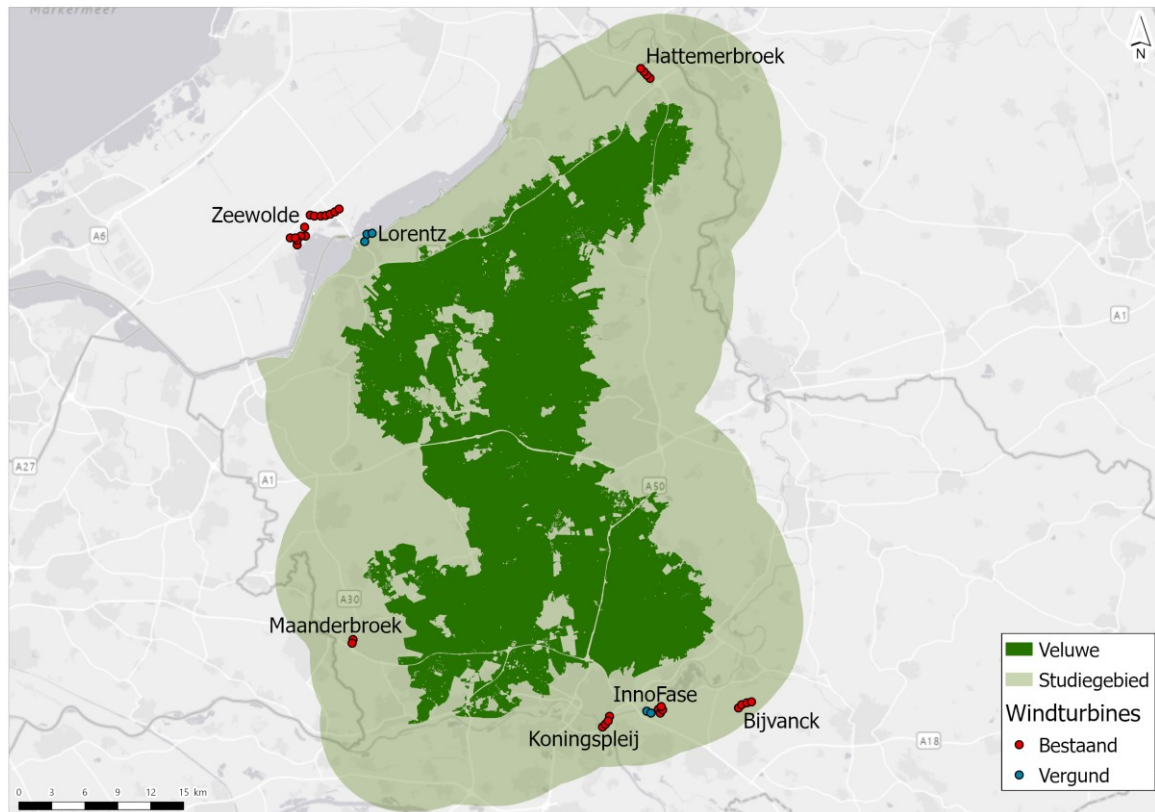 Markermeer
N
Hattemerbroek
Zeewolde
Lorentz
A6
A1
A27
A1
A50
A30
Maanderbroek
InnoFase
Koningspleij
Bijvanck
A18
Veluwe
Studiegebied
Windturbines
Bestaand
Vergund
0 3 6 9 12 15 km